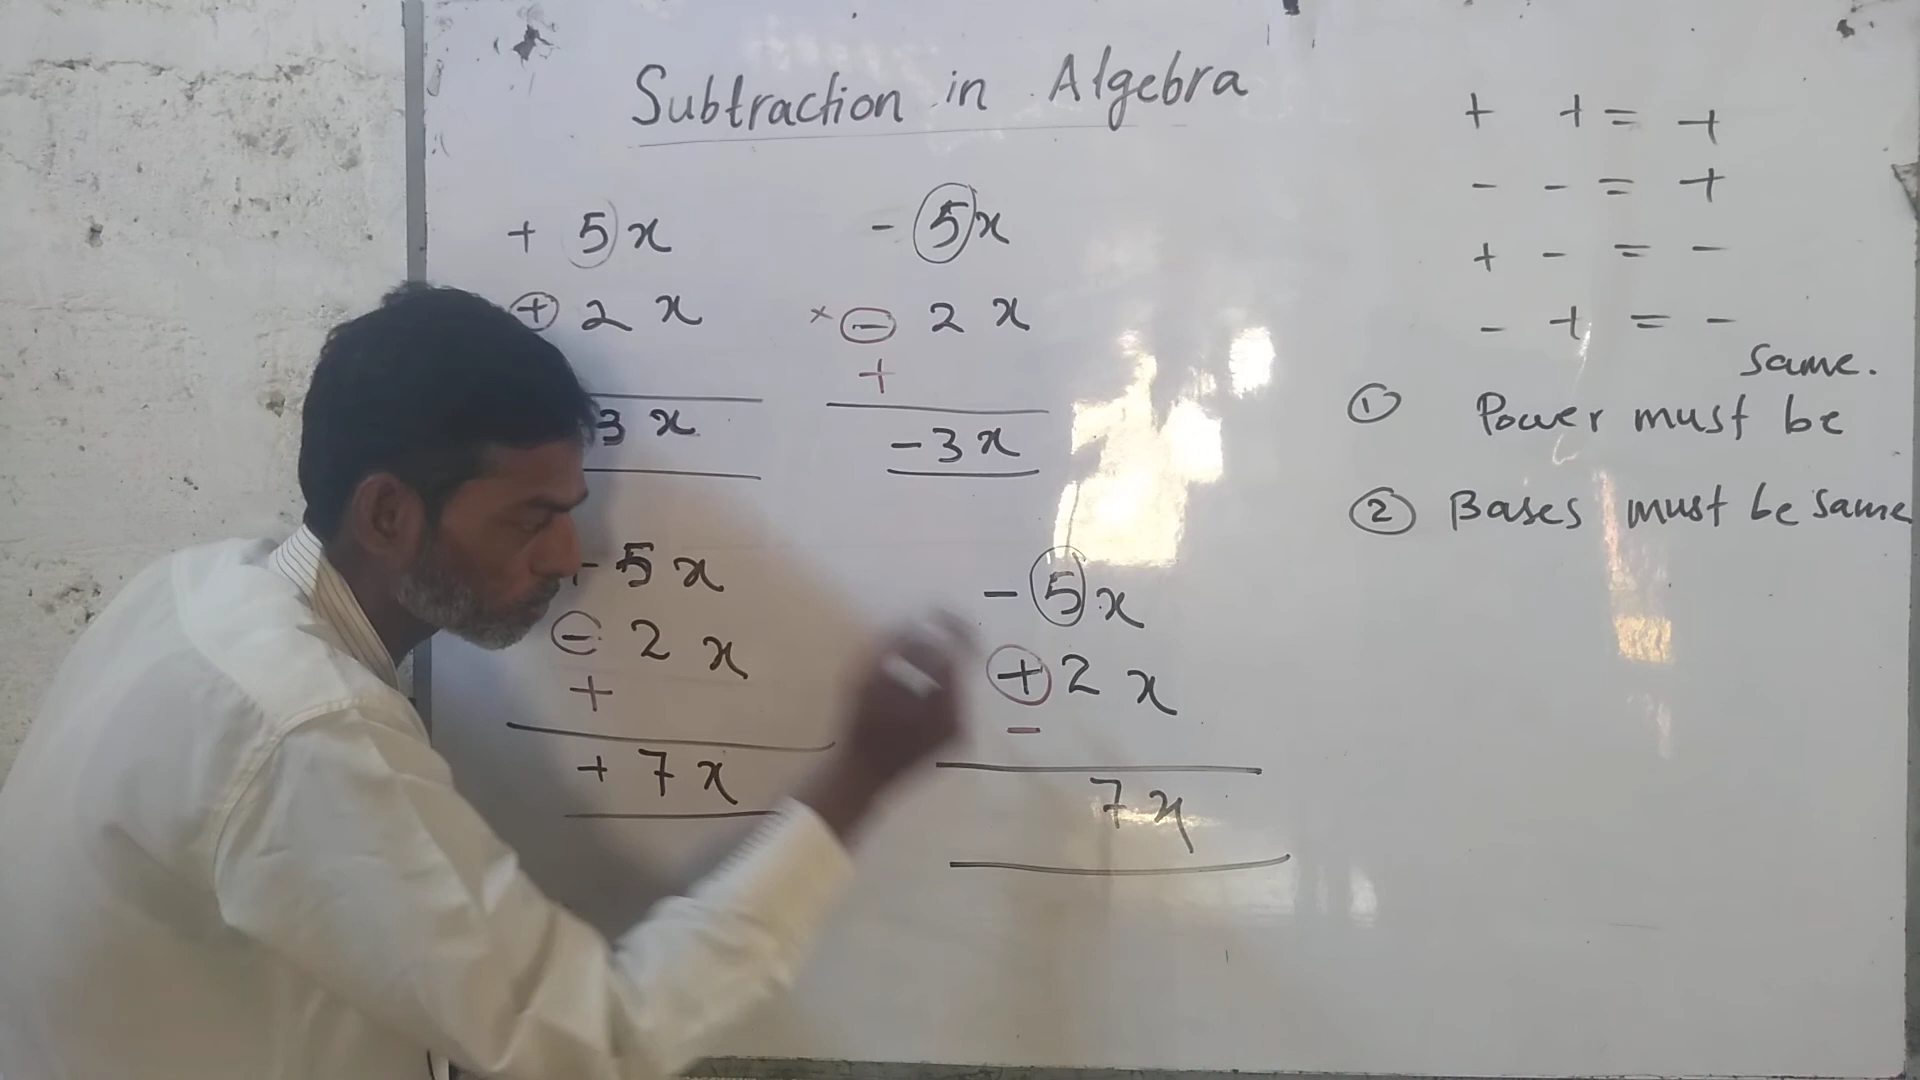 Subtraction in Algebra
+ 5x
+ 2x
3x
- 5x
× - 2x
+
-3x
5x
- 2x
+
+ 7x
- 5x
+ 2x
-
7x
+ + = +
- - = +
+ - = -
- + = -
same.
① Power must be
② Bases must be same